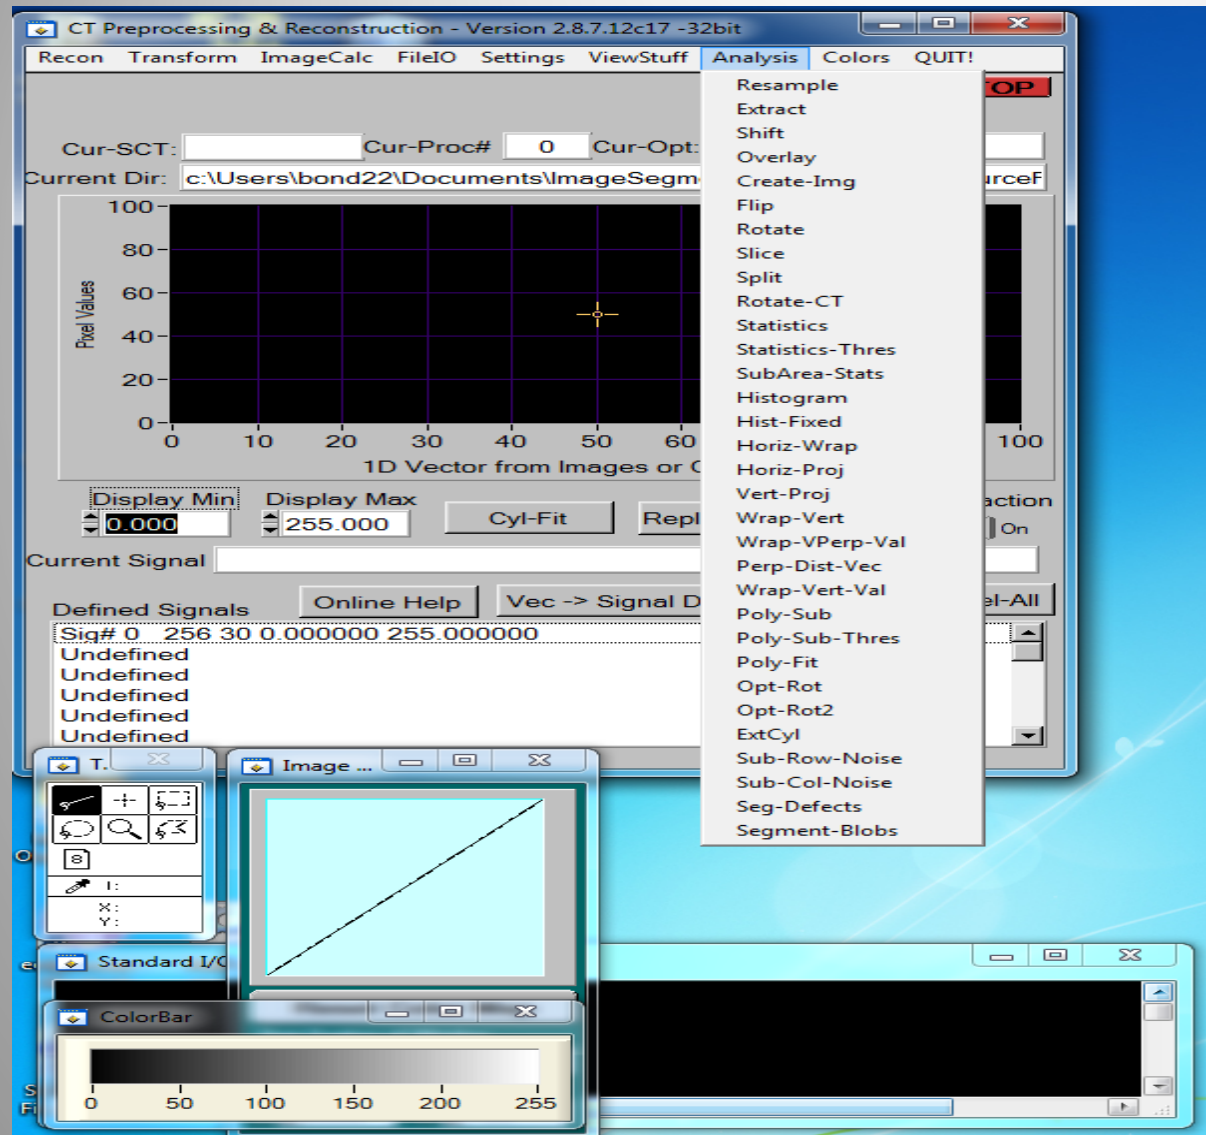 CT Preprocessing & Reconstruction - Version 2.8.7.12c17 -32bit
Recon Transform ImageCalc FileIO Settings ViewStuff Analysis Colors QUIT!
Resample
OP
Extract
Shift
Cur-SCT: Cur-Proc# 0 Cur-Opt:
Overlay
Current Dir: c:\Users\bond22\Documents\ImageSegm
Create-Img
Flip
Rotate
Slice
Split
Rotate-CT
Statistics
Statistics-Thres
SubArea-Stats
Histogram
Hist-Fixed
Horiz-Wrap
Horiz-Proj
Vert-Proj
Wrap-Vert
Wrap-VPerp-Val
Perp-Dist-Vec
Wrap-Vert-Val
Poly-Sub
Poly-Sub-Thres
Poly-Fit
Opt-Rot
Opt-Rot2
ExtCyl
Sub-Row-Noise
Sub-Col-Noise
Seg-Defects
Segment-Blobs
Pixel Values
100
80
60
40
20
0
0 10 20 30 40 50 60 100
1D Vector from Images or
Display Min Display Max
0.000 255.000 Cyl-Fit Repl
action
On
Current Signal
Defined Signals Online Help Vec -> Signal D
el-All
Sig# 0 256 30 0.000000 255.000000
Undefined
Undefined
Undefined
Undefined
Undefined
T.
Image ...
8
I:
X:
Y:
Standard I/O
ColorBar
0 50 100 150 200 255